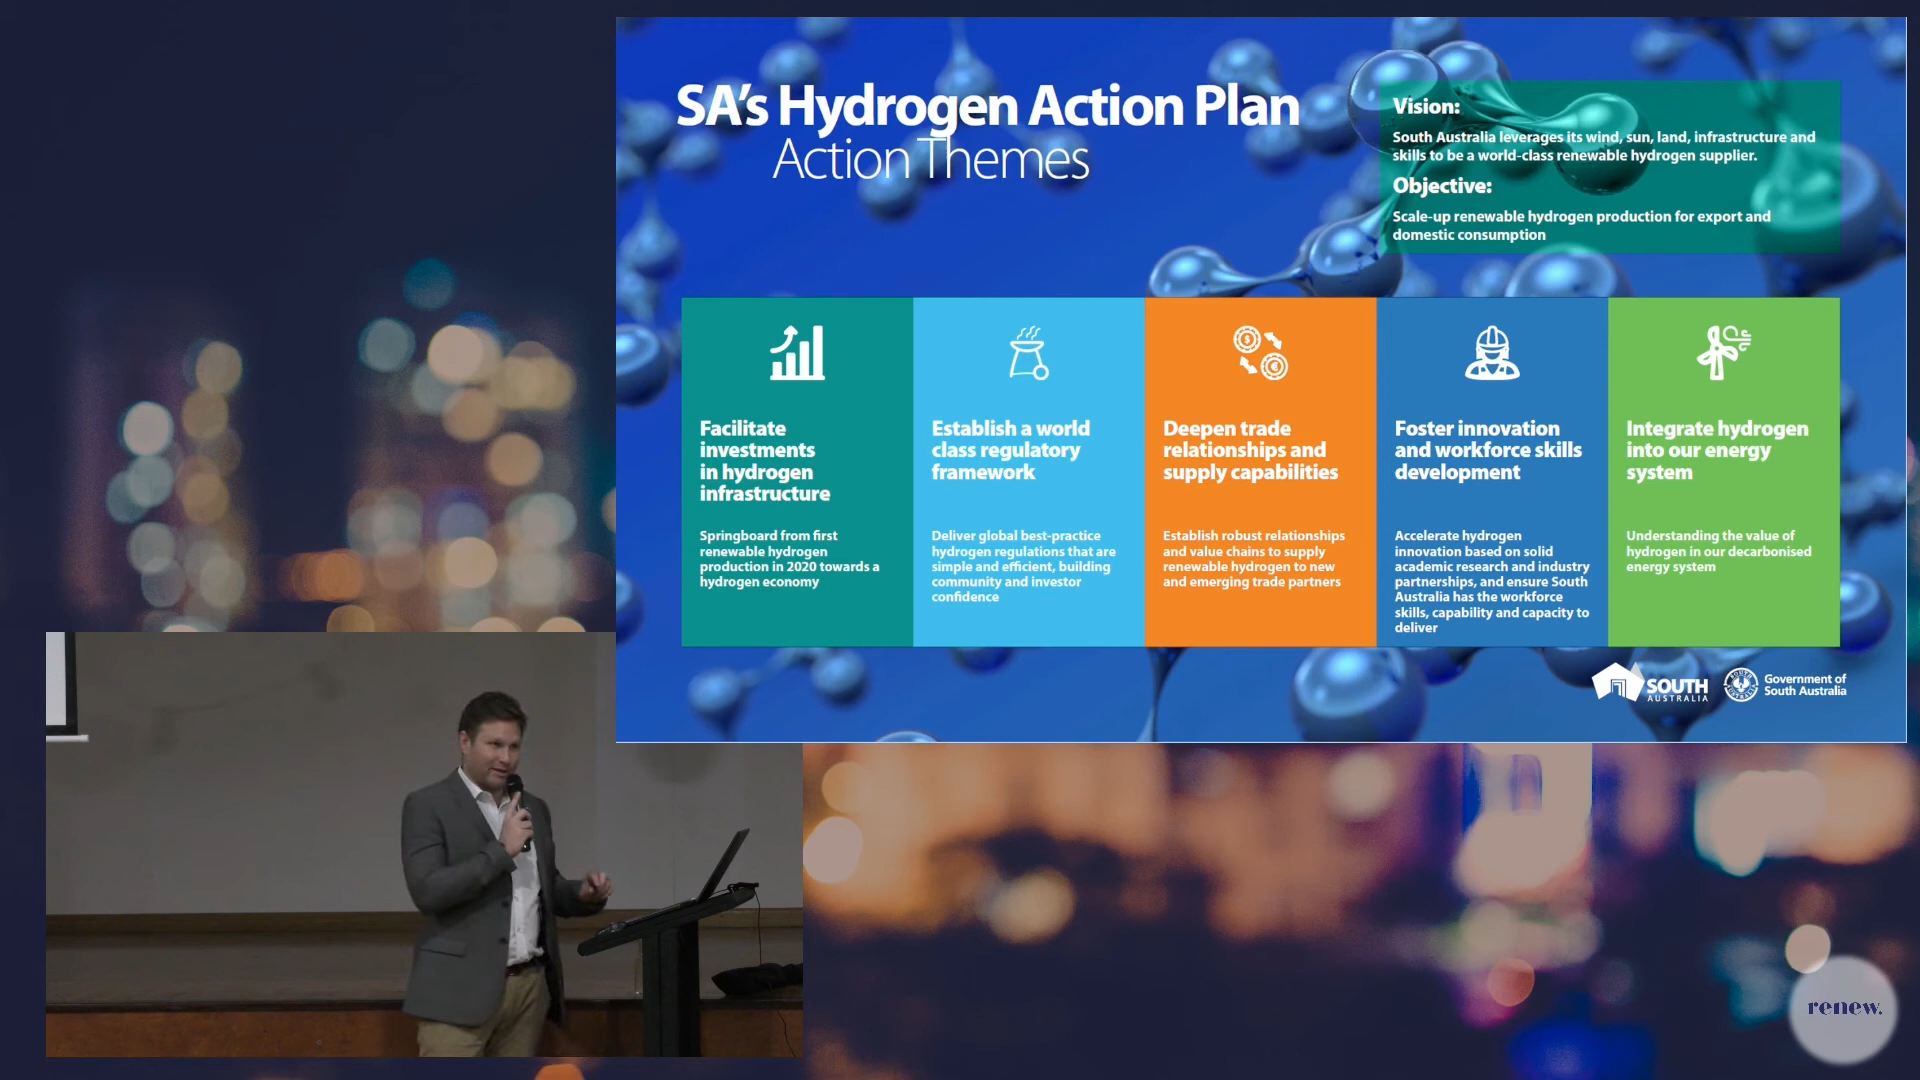 SA's Hydrogen Action Plan
Action Themes
Vision:
South Australia leverages its wind, sun, land, infrastructure and
skills to be a world-class renewable hydrogen supplier.
Objective:
Scale-up renewable hydrogen production for export and
domestic consumption
Facilitate
investments
in hydrogen
infrastructure
Springboard from first
renewable hydrogen
production in 2020 towards a
hydrogen economy
Establish a world
class regulatory
framework
Deliver global best-practice
hydrogen regulations that are
simple and efficient, building
community and investor
confidence
Deepen trade
relationships and
supply capabilities
Establish robust relationships
and value chains to supply
renewable hydrogen to new
and emerging trade partners
Foster innovation
and workforce skills
development
Accelerate hydrogen
innovation based on solid
academic research and industry
partnerships, and ensure South
Australia has the workforce
skills, capability and capacity to
deliver
Integrate hydrogen
into our energy
system
Understanding the value of
hydrogen in our decarbonised
energy system
SOUTH
AUSTRALIA
Government of
South Australia
renew.